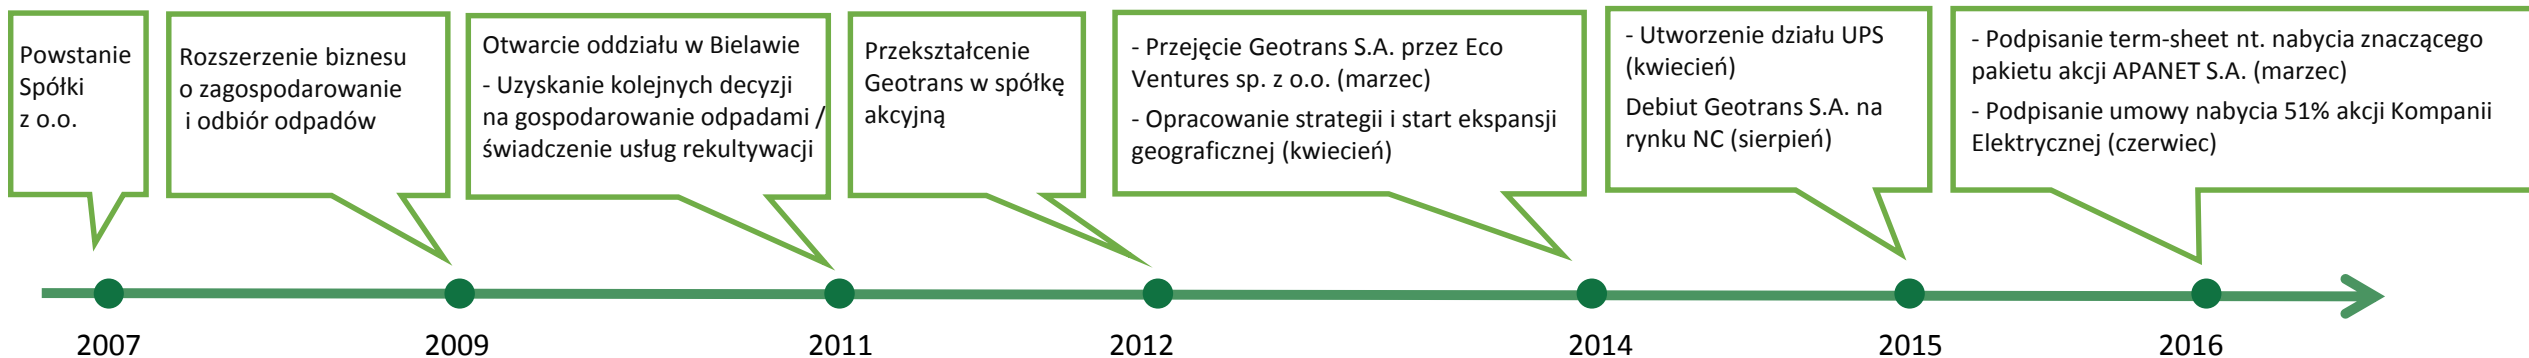 Powstanie
Spółki
z o.o.
Rozszerzenie biznesu
o zagospodarowanie
i odbiór odpadów
Otwarcie oddziału w Bielawie
- Uzyskanie kolejnych decyzji
na gospodarowanie odpadami /
świadczenie usług rekultywacji
Przekształcenie
Geotrans w spółkę
akcyjną
- Przejęcie Geotrans S.A. przez Eco
Ventures sp. z o.o. (marzec)
- Opracowanie strategii i start ekspansji
geograficznej (kwiecień)
- Utworzenie działu UPS
(kwiecień)
Debiut Geotrans S.A. na
rynku NC (sierpień)
- Podpisanie term-sheet nt. nabycia znaczącego
pakietu akcji APANET S.A. (marzec)
- Podpisanie umowy nabycia 51% akcji Kompanii
Elektrycznej (czerwiec)
2007
2009
2011
2012
2014
2015
2016